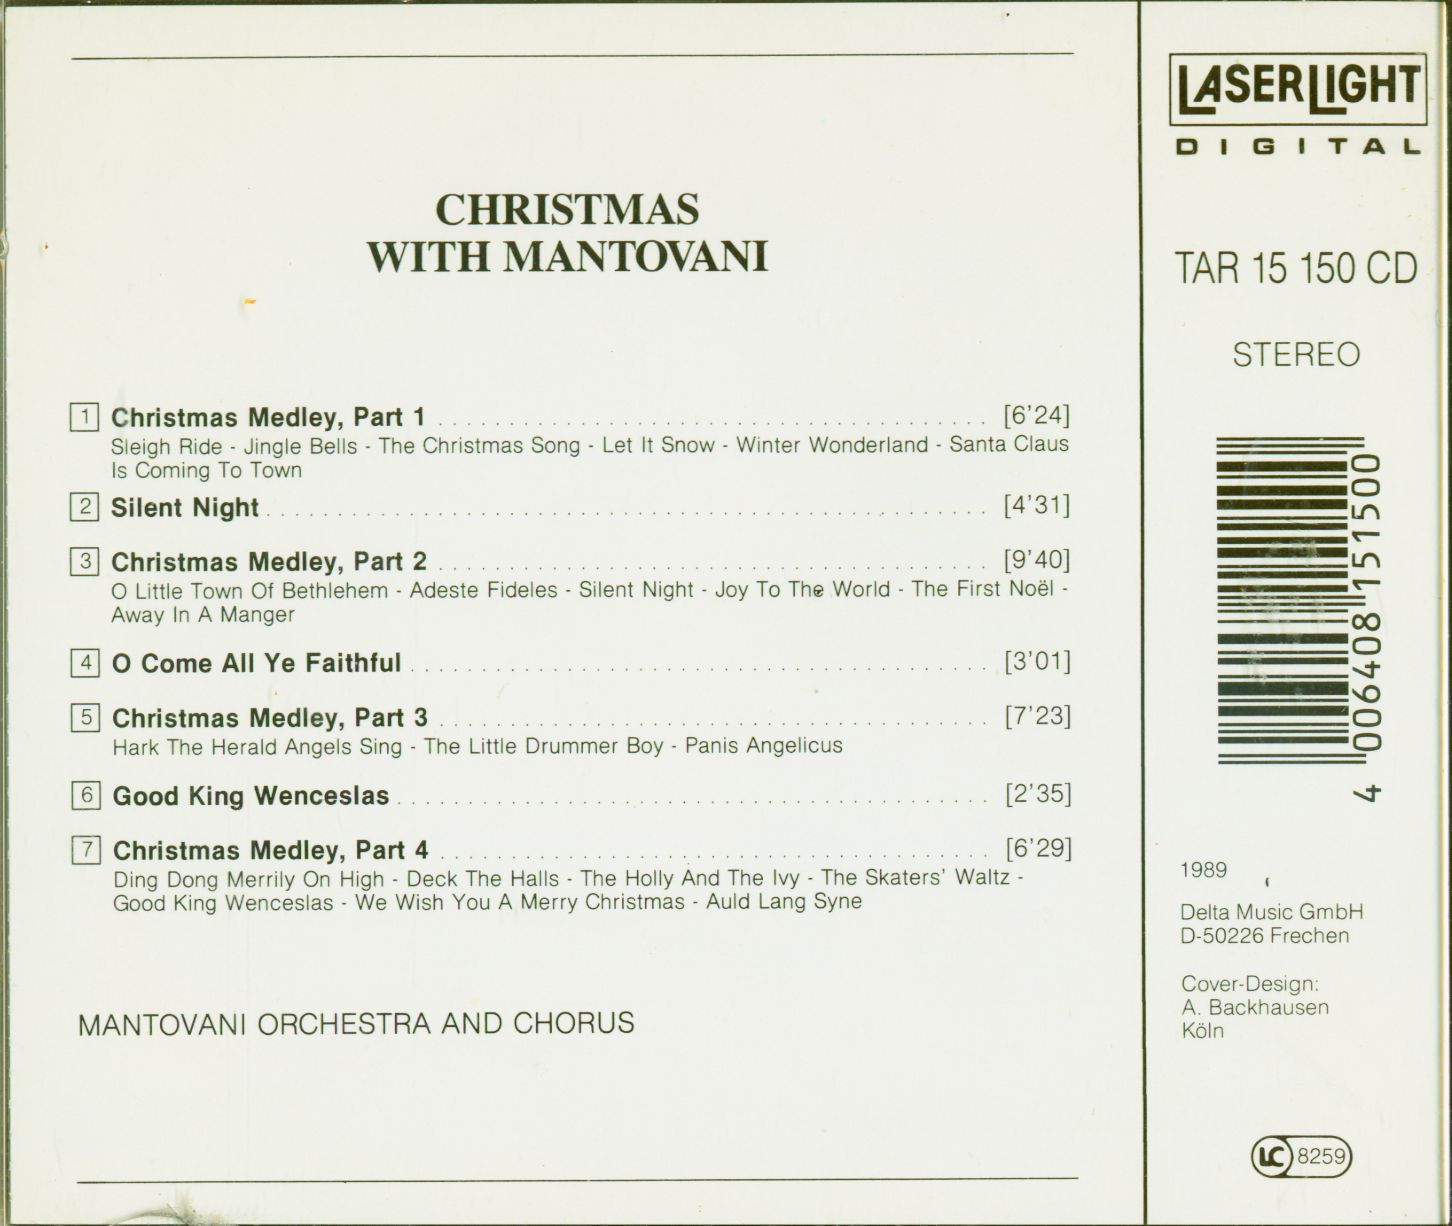 CHRISTMAS
WITH MANTOVANI
1 Christmas Medley, Part 1 [6'24]
Sleigh Ride - Jingle Bells - The Christmas Song - Let It Snow - Winter Wonderland - Santa Claus
Is Coming To Town
2 Silent Night [4'31]
3 Christmas Medley, Part 2 [9'40]
O Little Town Of Bethlehem - Adeste Fideles - Silent Night - Joy To The World - The First Noël -
Away In A Manger
4 O Come All Ye Faithful [3'01]
5 Christmas Medley, Part 3 [7'23]
Hark The Herald Angels Sing - The Little Drummer Boy - Panis Angelicus
6 Good King Wenceslas [2'35]
7 Christmas Medley, Part 4 [6'29]
Ding Dong Merrily On High - Deck The Halls - The Holly And The Ivy - The Skaters' Waltz -
Good King Wenceslas - We Wish You A Merry Christmas - Auld Lang Syne
MANTOVANI ORCHESTRA AND CHORUS
LASERLIGHT
DIGITAL
TAR 15 150 CD
STEREO
4 006408 151500
1989
Delta Music GmbH
D-50226 Frechen
Cover-Design:
A. Backhausen
Köln
LC 8259